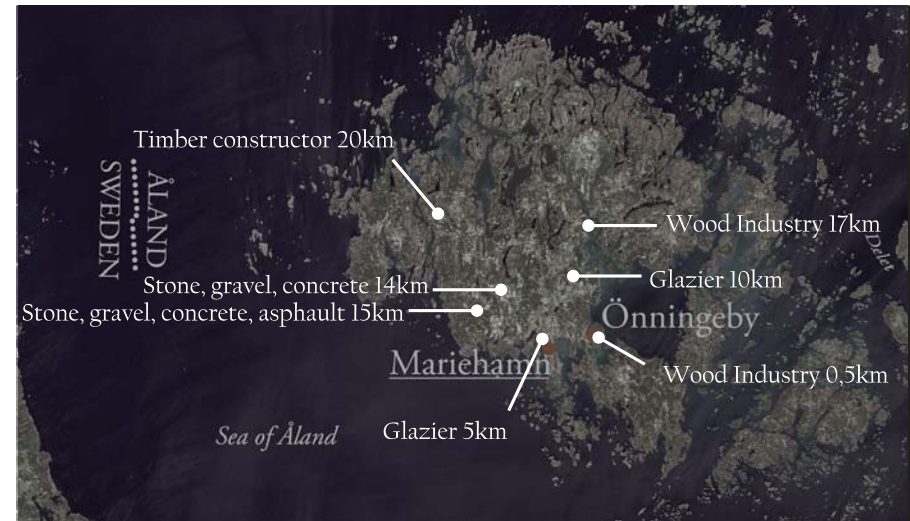 Timber constructor 20km
ÅLAND
SWEDEN
Wood Industry 17km
Delet
Glazier 10km
Stone, gravel, concrete 14km
Stone, gravel, concrete, asphault 15km
Önningeby
Mariehamn
Wood Industry 0,5km
Sea of Åland
Glazier 5km